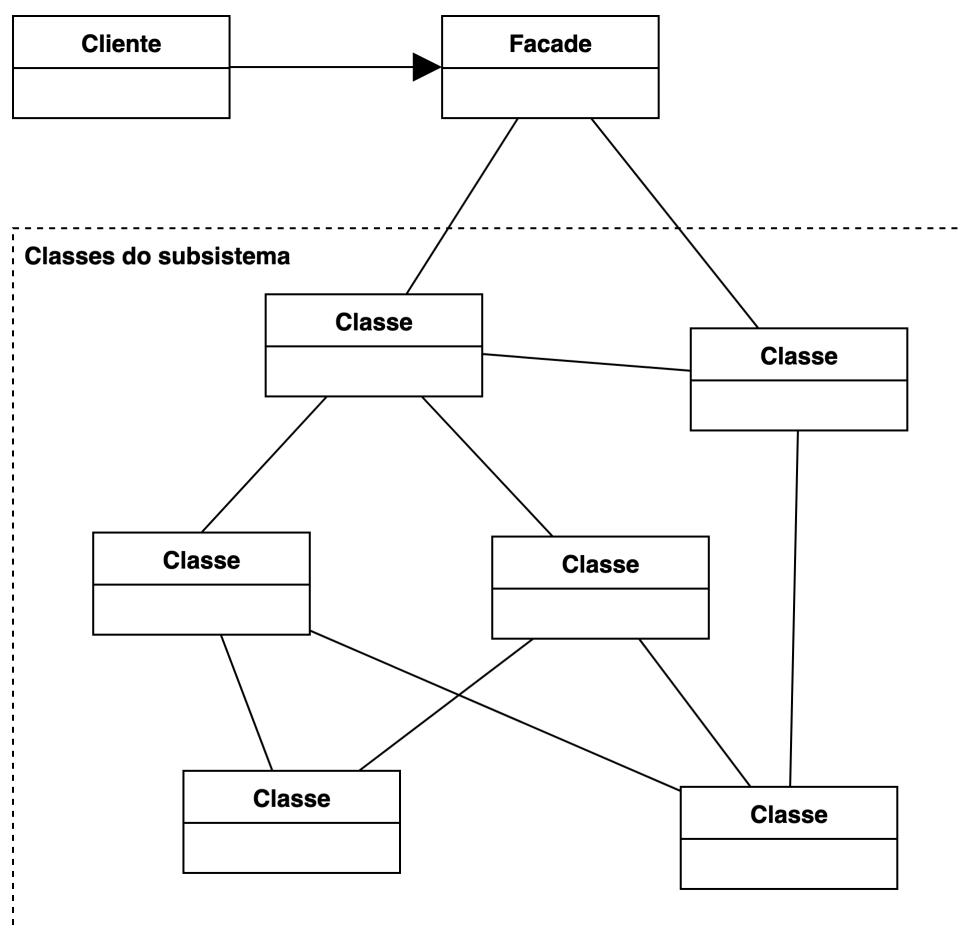 Cliente
Facade
Classes do subsistema
Classe
Classe
Classe
Classe
Classe
Classe